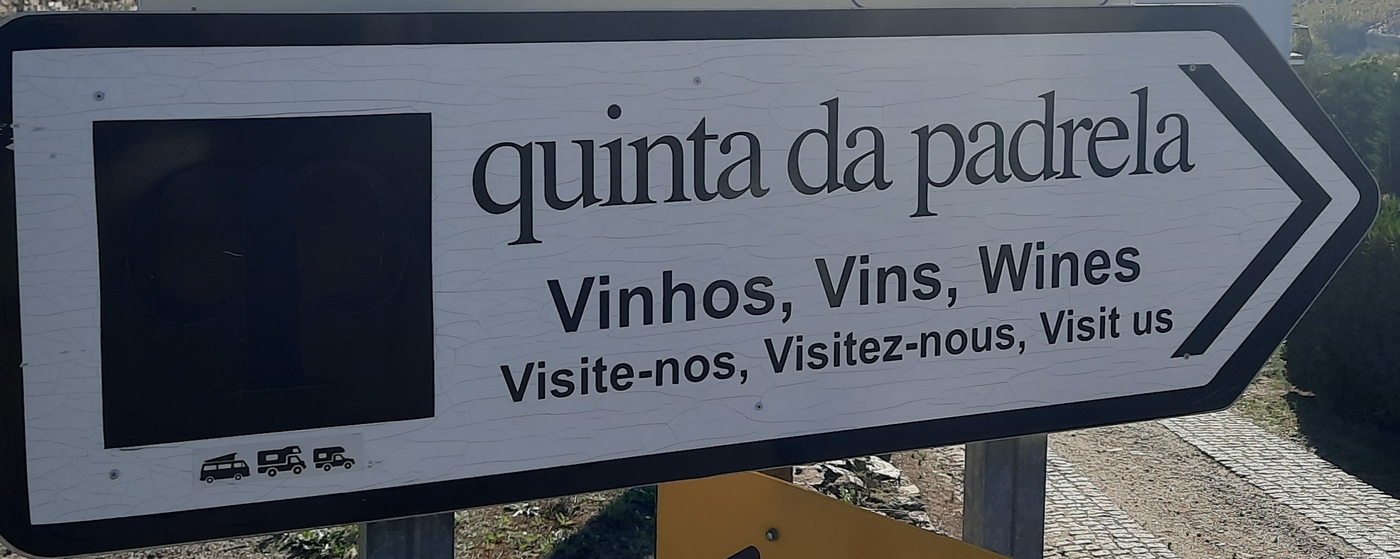 quinta da padrela
Vinhos, Vins, Wines
Visite-nos, Visitez-nous, Visit us